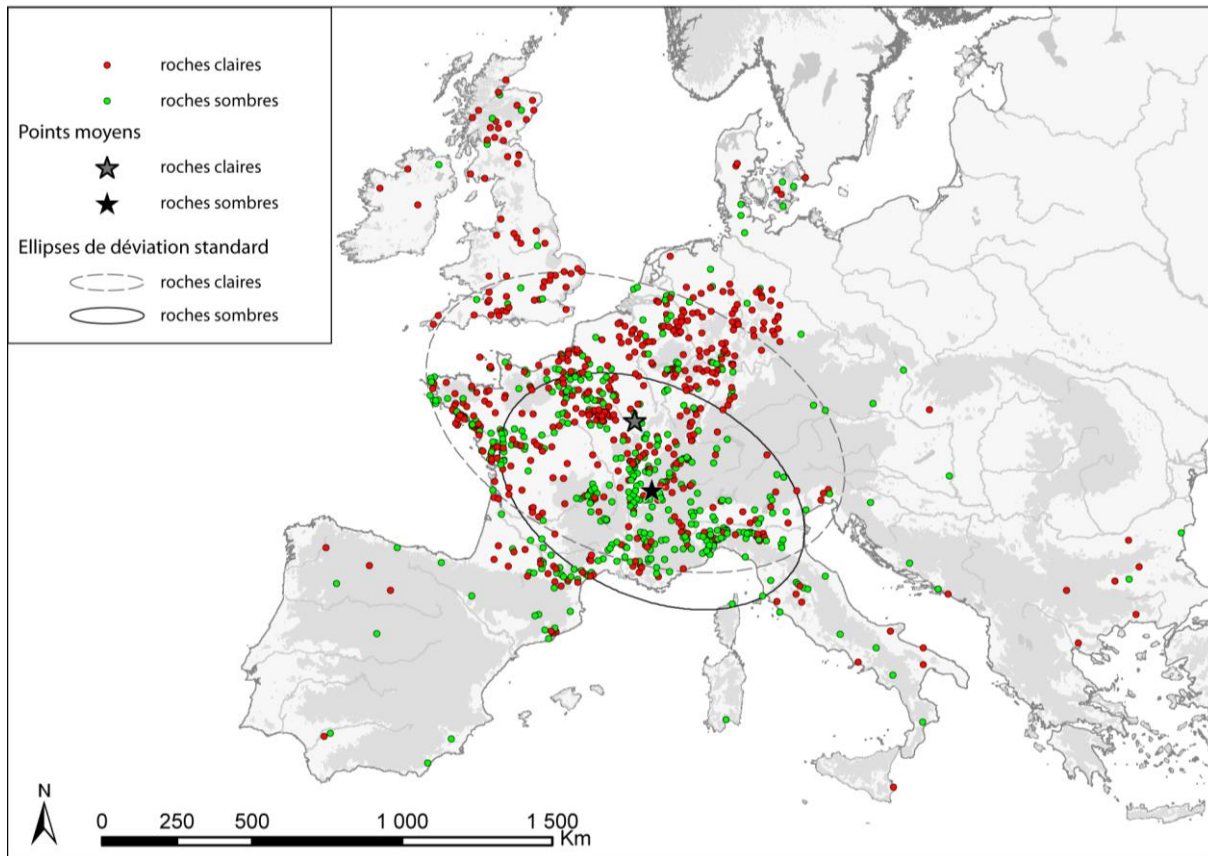 roches claires
roches sombres
Points moyens
roches claires
roches sombres
Ellipses de déviation standard
roches claires
roches sombres
N
0 250 500 1 000 1 500
Km